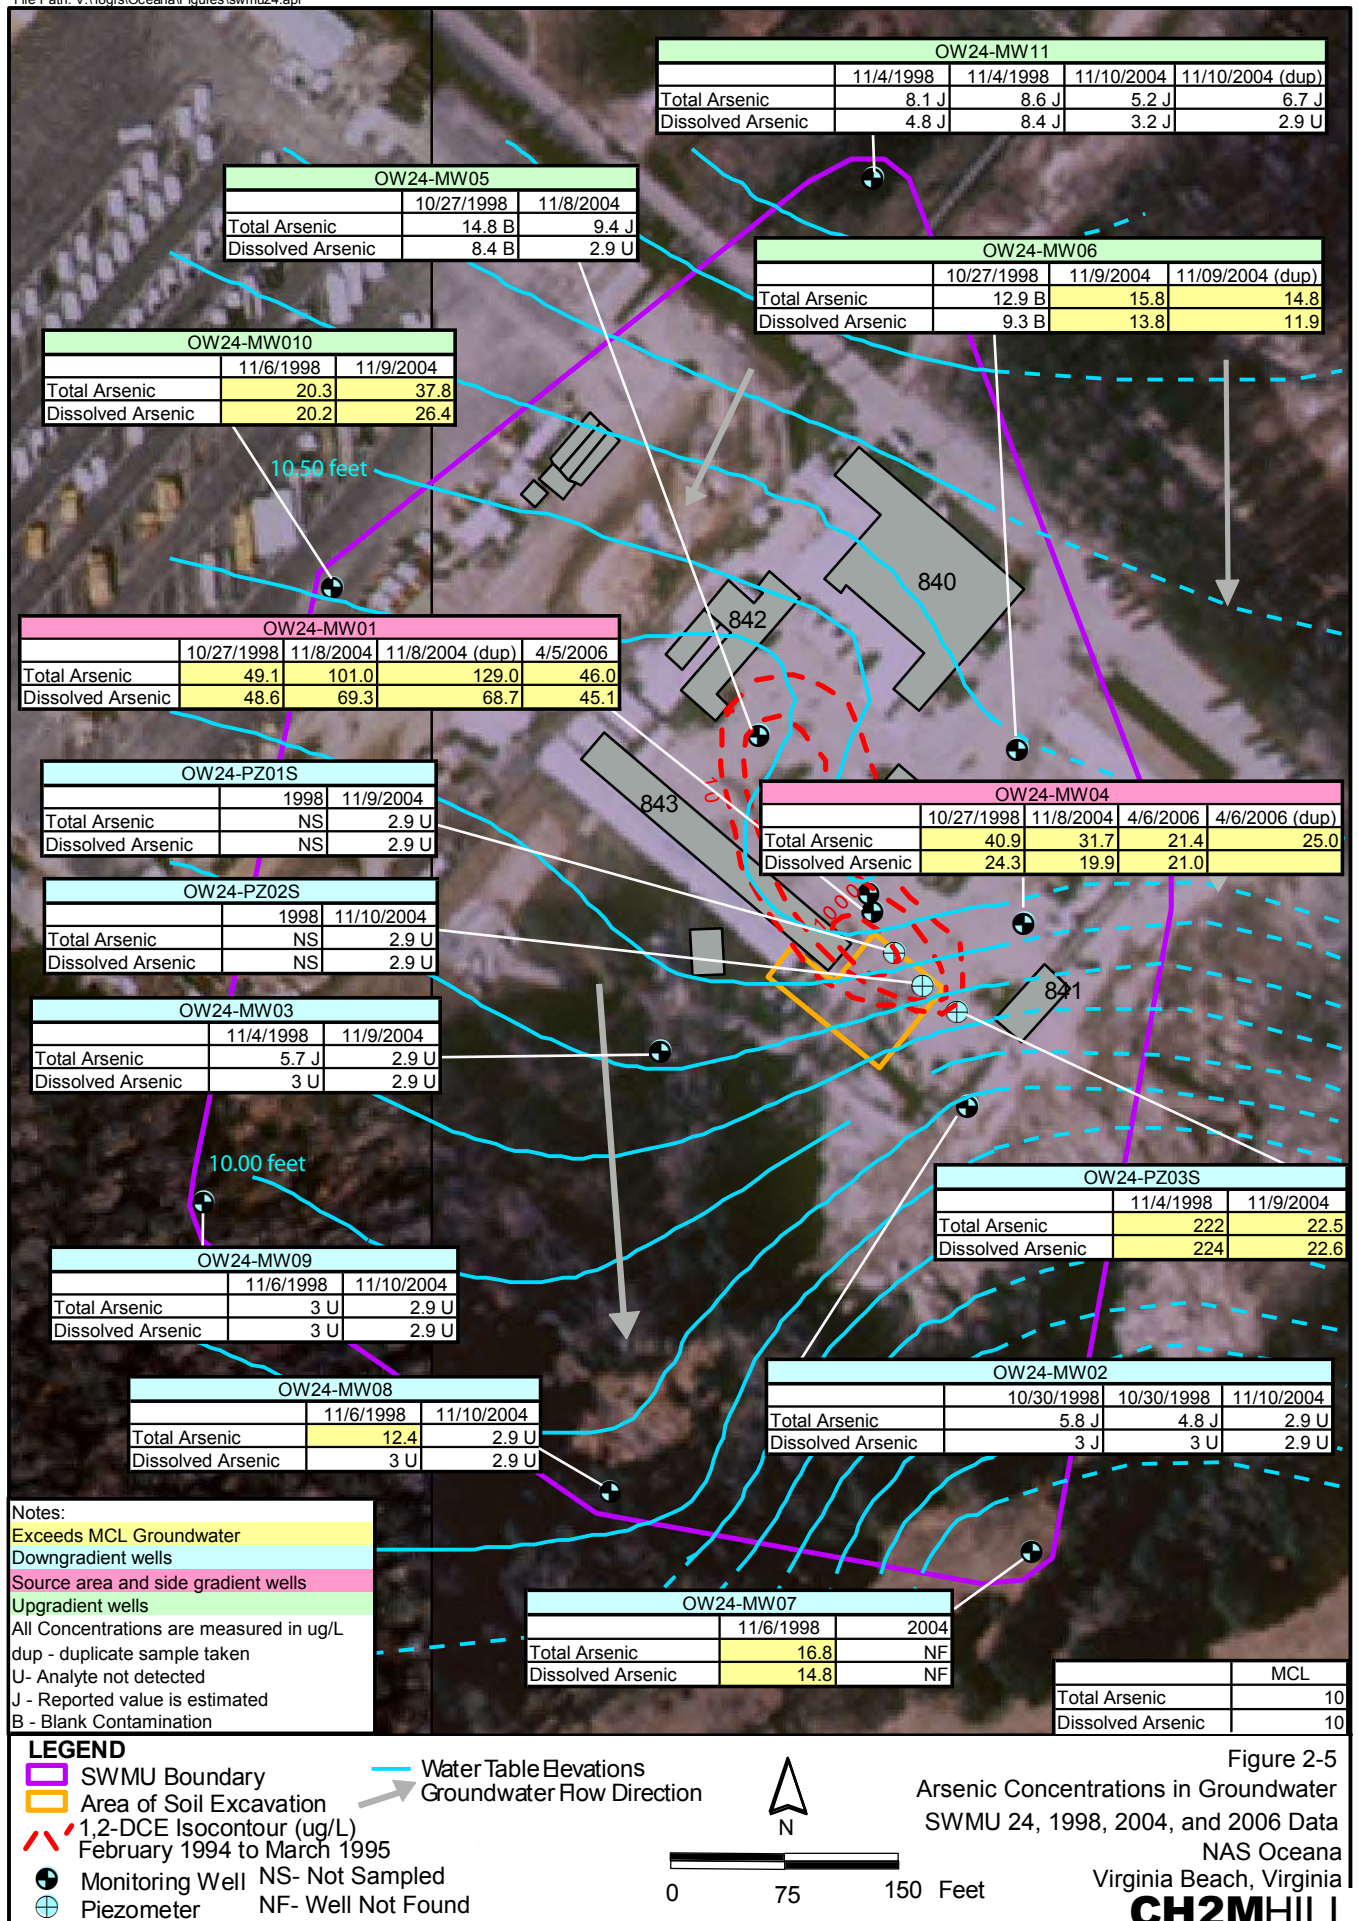 File Path: V:\1ogrs\Oceana\Figures\swmu24.apr
OW24-MW11
11/4/1998 11/4/1998 11/10/2004 11/10/2004 (dup)
Total Arsenic 8.1 J 8.6 J 5.2 J 6.7 J
Dissolved Arsenic 4.8 J 8.4 J 3.2 J 2.9 U
OW24-MW05
10/27/1998 11/8/2004
Total Arsenic 14.8 B 9.4 J
Dissolved Arsenic 8.4 B 2.9 U
OW24-MW06
10/27/1998 11/9/2004 11/09/2004 (dup)
Total Arsenic 12.9 B 15.8 14.8
Dissolved Arsenic 9.3 B 13.8 11.9
OW24-MW010
11/6/1998 11/9/2004
Total Arsenic 20.3 37.8
Dissolved Arsenic 20.2 26.4
10.50 feet
840
842
OW24-MW01
10/27/1998 11/8/2004 11/8/2004 (dup) 4/5/2006
Total Arsenic 49.1 101.0 129.0 46.0
Dissolved Arsenic 48.6 69.3 68.7 45.1
OW24-PZ01S
1998 11/9/2004
Total Arsenic NS 2.9 U
Dissolved Arsenic NS 2.9 U
843
10
OW24-MW04
10/27/1998 11/8/2004 4/6/2006 4/6/2006 (dup)
Total Arsenic 40.9 31.7 21.4 25.0
Dissolved Arsenic 24.3 19.9 21.0
1000
OW24-PZ02S
1998 11/10/2004
Total Arsenic NS 2.9 U
Dissolved Arsenic NS 2.9 U
841
OW24-MW03
11/4/1998 11/9/2004
Total Arsenic 5.7 J 2.9 U
Dissolved Arsenic 3 U 2.9 U
10.00 feet
OW24-PZ03S
11/4/1998 11/9/2004
Total Arsenic 222 22.5
Dissolved Arsenic 224 22.6
OW24-MW09
11/6/1998 11/10/2004
Total Arsenic 3 U 2.9 U
Dissolved Arsenic 3 U 2.9 U
OW24-MW08
11/6/1998 11/10/2004
Total Arsenic 12.4 2.9 U
Dissolved Arsenic 3 U 2.9 U
OW24-MW02
10/30/1998 10/30/1998 11/10/2004
Total Arsenic 5.8 J 4.8 J 2.9 U
Dissolved Arsenic 3 J 3 U 2.9 U
Notes:
Exceeds MCL Groundwater
Downgradient wells
Source area and side gradient wells
Upgradient wells
All Concentrations are measured in ug/L
dup - duplicate sample taken
U- Analyte not detected
J - Reported value is estimated
B - Blank Contamination
OW24-MW07
11/6/1998 2004
Total Arsenic 16.8 NF
Dissolved Arsenic 14.8 NF
MCL
Total Arsenic 10
Dissolved Arsenic 10
LEGEND
SWMU Boundary
Area of Soil Excavation
1,2-DCE Isocontour (ug/L)
February 1994 to March 1995
Monitoring Well
Piezometer
NS- Not Sampled
NF- Well Not Found
Water Table Elevations
Groundwater Flow Direction
N
0 75 150 Feet
Figure 2-5
Arsenic Concentrations in Groundwater
SWMU 24, 1998, 2004, and 2006 Data
NAS Oceana
Virginia Beach, Virginia
CH2MHILL